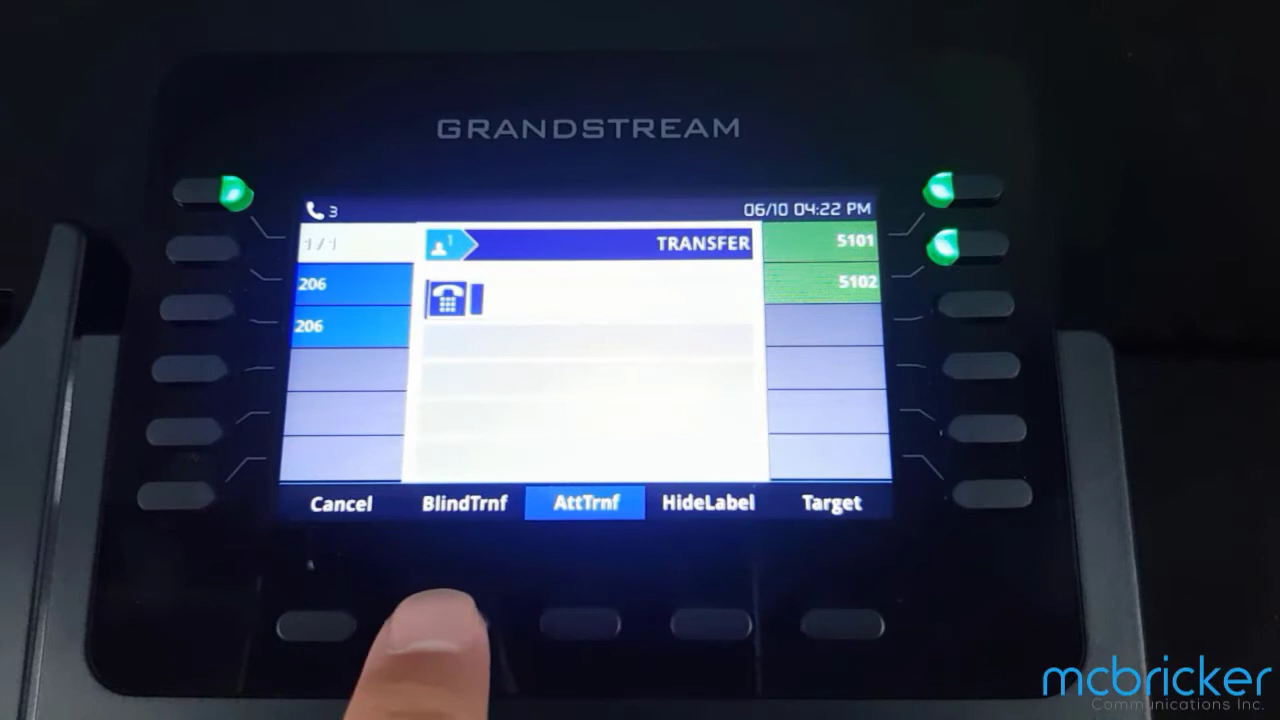 GRANDSTREAM
3
06/10 04:22 PM
1/1
1
TRANSFER
5101
206
5102
206
Cancel
BlindTrnf
AttTrnf
HideLabel
Target
mcbricker
Communications Inc.